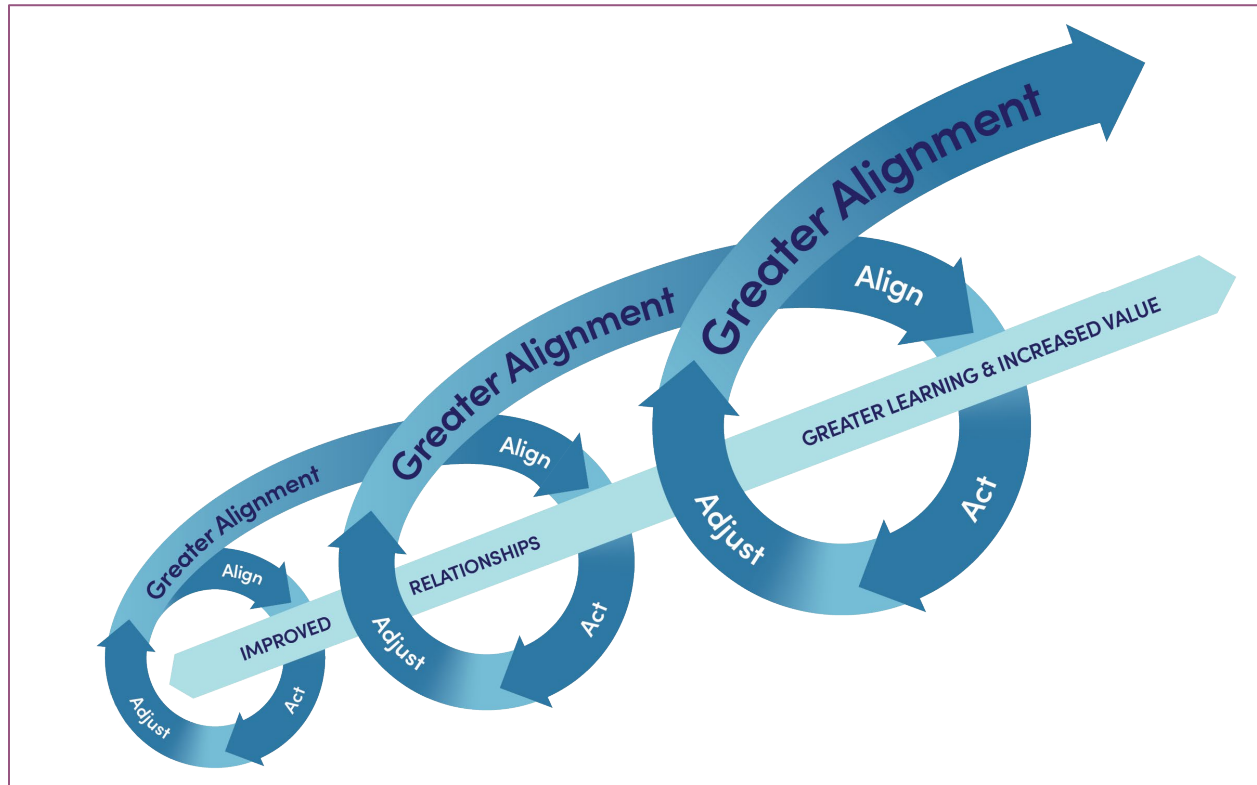 Greater Alignment
Align
Act
Adjust
Greater Alignment
Align
Act
Adjust
Greater Alignment
Align
Act
Adjust
IMPROVED RELATIONSHIPS GREATER LEARNING & INCREASED VALUE